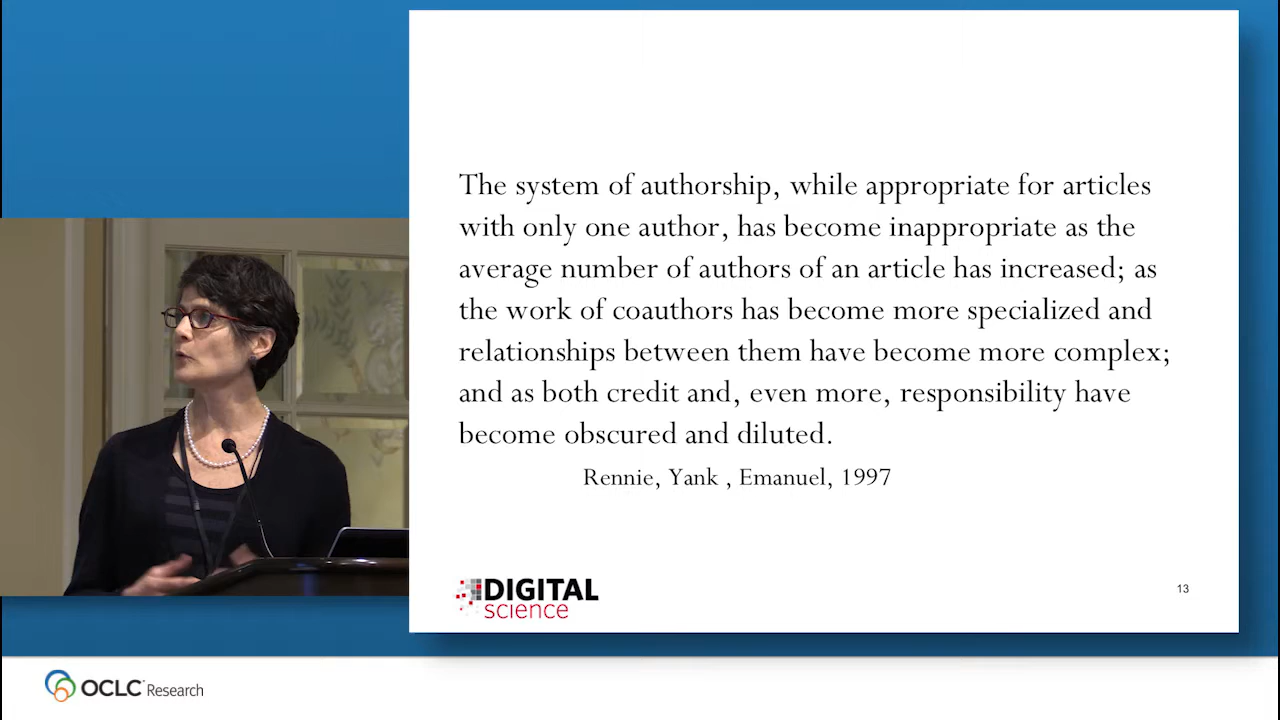 The system of authorship, while appropriate for articles
with only one author, has become inappropriate as the
average number of authors of an article has increased; as
the work of coauthors has become more specialized and
relationships between them have become more complex;
and as both credit and, even more, responsibility have
become obscured and diluted.
Rennie, Yank , Emanuel, 1997
DIGITAL
science
13
OCLC Research